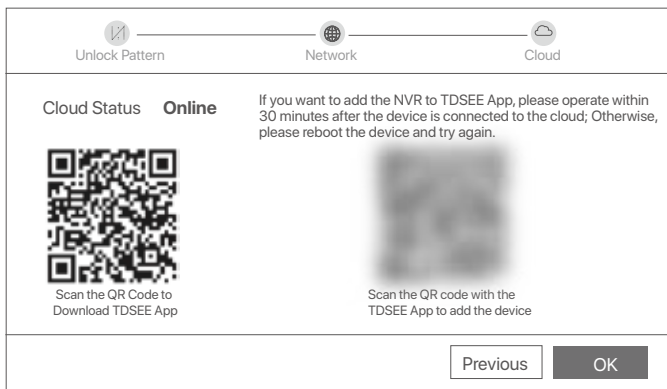 Unlock Pattern
Network
Cloud
Cloud Status Online
If you want to add the NVR to TDSEE App, please operate within
30 minutes after the device is connected to the cloud; Otherwise,
please reboot the device and try again.
Scan the QR Code to
Download TDSEE App
Scan the QR code with the
TDSEE App to add the device
Previous
OK